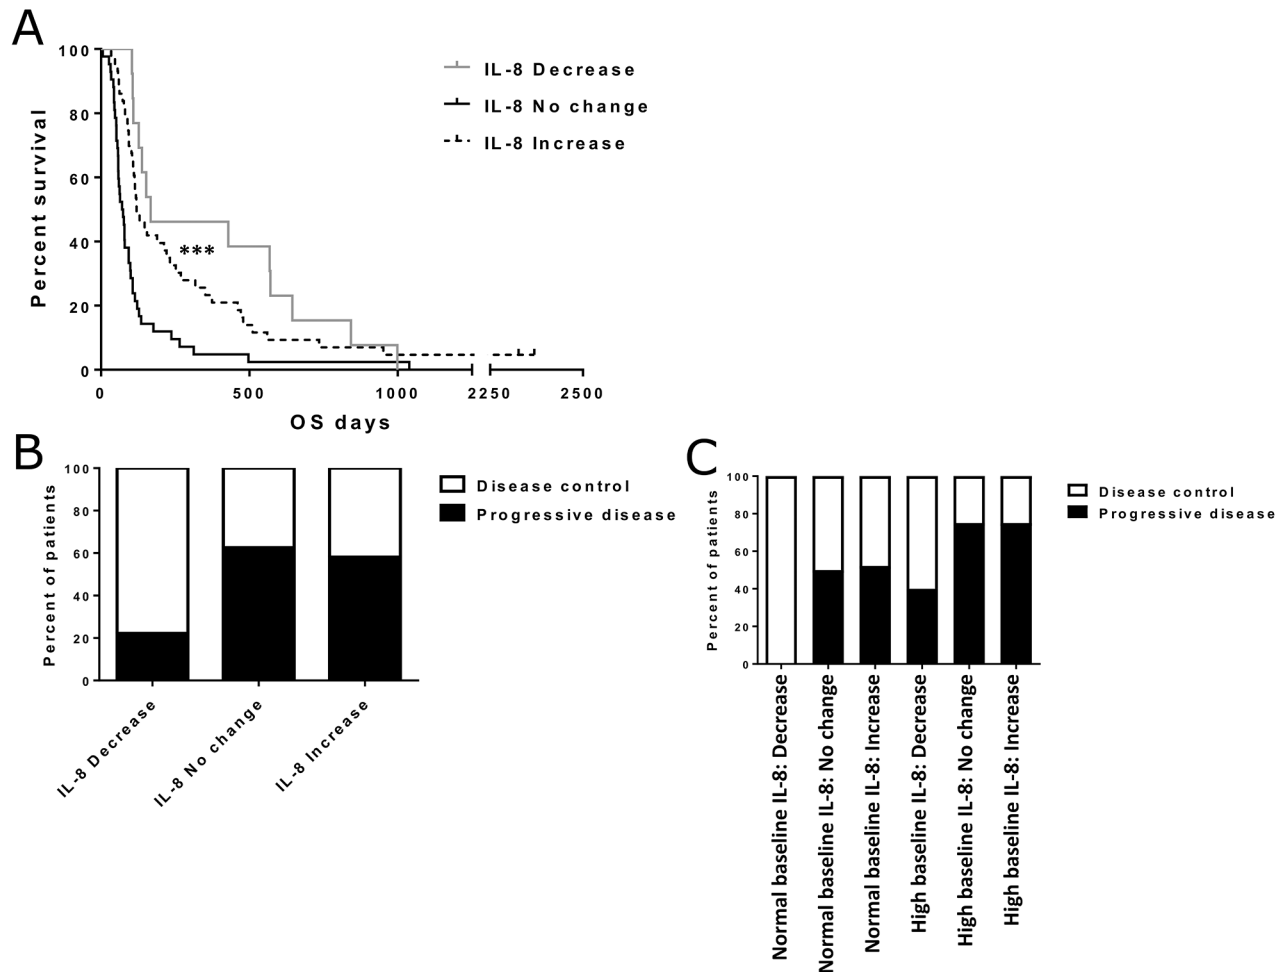 A
Percent survival
100
80
60
40
20
0
***
IL-8 Decrease
IL-8 No change
IL-8 Increase
0 500 1000 2250 2500
OS days
B
Percent of patients
100
80
60
40
20
0
Disease control
Progressive disease
IL-8 Decrease
IL-8 No change
IL-8 Increase
C
Percent of patients
100
80
60
40
20
0
Disease control
Progressive disease
Normal baseline IL-8: Decrease
Normal baseline IL-8: No change
Normal baseline IL-8: Increase
High baseline IL-8: Decrease
High baseline IL-8: No change
High baseline IL-8: Increase